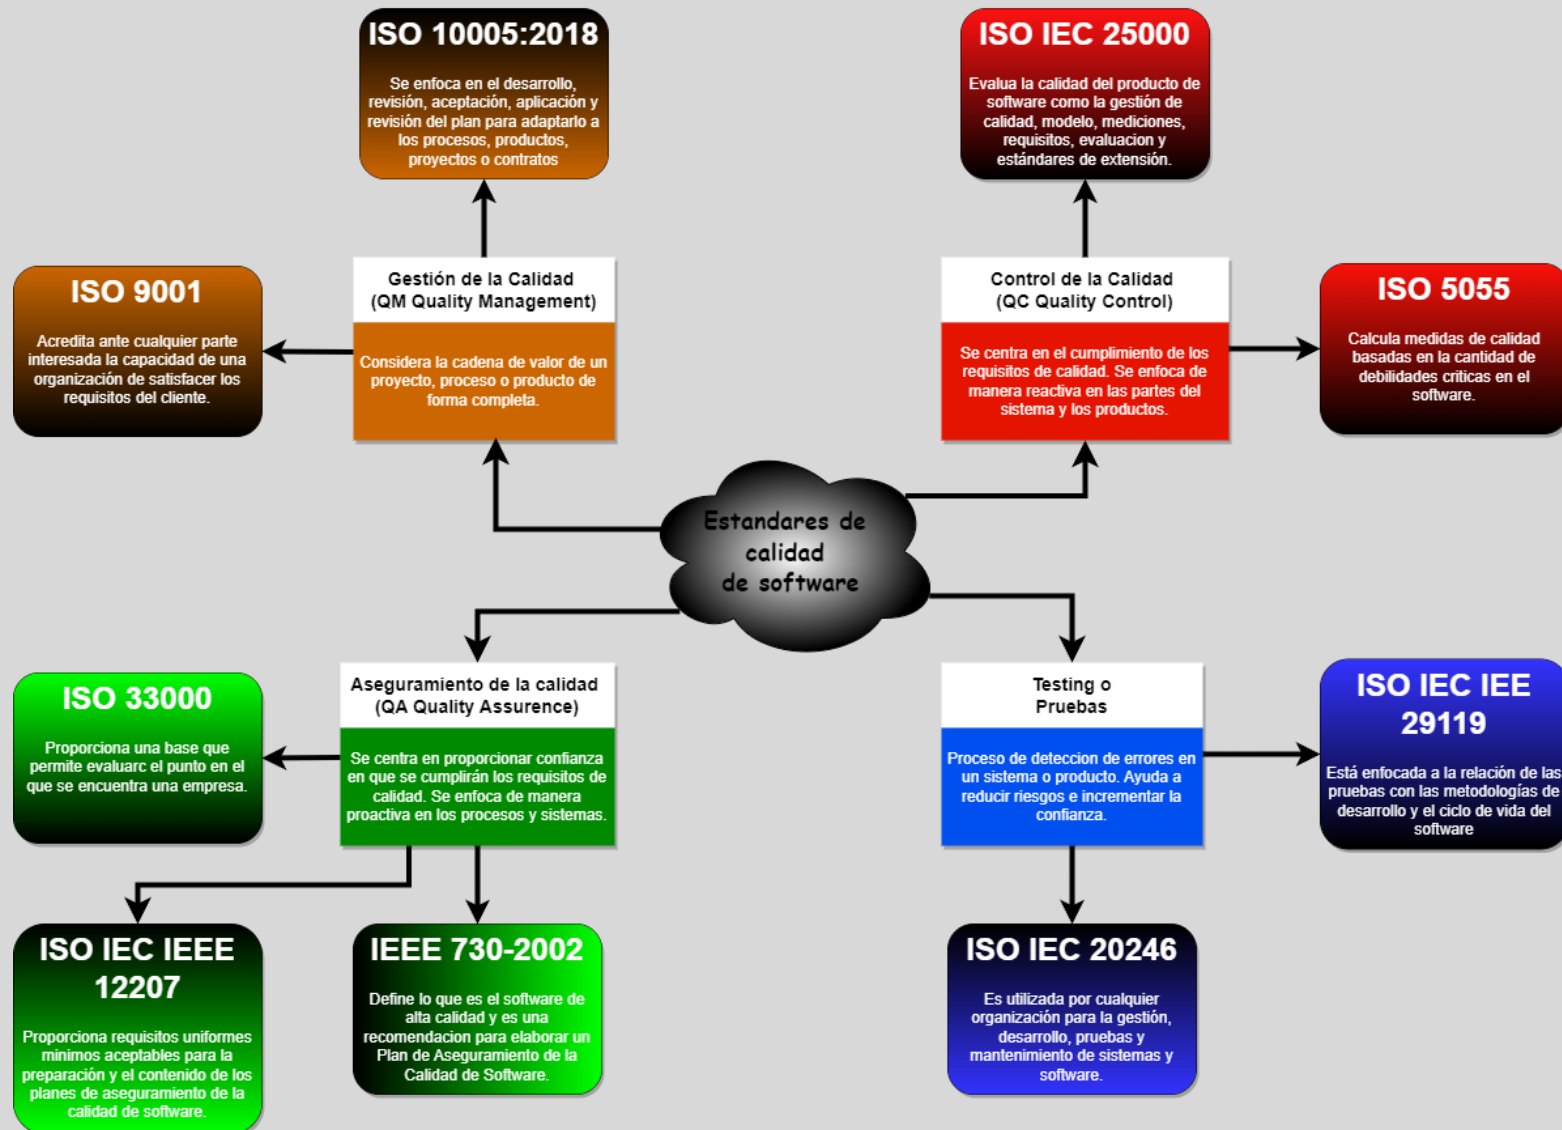 ISO 10005:2018
Se enfoca en el desarrollo,
revisión, aceptación, aplicación y
revisión del plan para adaptarlo a
los procesos, productos,
proyectos o contratos
ISO IEC 25000
Evalua la calidad del producto de
software como la gestión de
calidad, modelo, mediciones,
requisitos, evaluacion y
estándares de extensión.
ISO 9001
Acredita ante cualquier parte
interesada la capacidad de una
organización de satisfacer los
requisitos del cliente.
Gestión de la Calidad
(QM Quality Management)
Considera la cadena de valor de un
proyecto, proceso o producto de
forma completa.
Control de la Calidad
(QC Quality Control)
Se centra en el cumplimiento de los
requisitos de calidad. Se enfoca de
manera reactiva en las partes del
sistema y los productos.
ISO 5055
Calcula medidas de calidad
basadas en la cantidad de
debilidades criticas en el
software.
Estandares de
calidad
de software
ISO 33000
Proporciona una base que
permite evaluarc el punto en el
que se encuentra una empresa.
Aseguramiento de la calidad
(QA Quality Assurence)
Se centra en proporcionar confianza
en que se cumplirán los requisitos de
calidad. Se enfoca de manera
proactiva en los procesos y sistemas.
Testing o
Pruebas
Proceso de deteccion de errores en
un sistema o producto. Ayuda a
reducir riesgos e incrementar la
confianza.
ISO IEC IEE
29119
Está enfocada a la relación de las
pruebas con las metodologías de
desarrollo y el ciclo de vida del
software
ISO IEC IEEE
12207
Proporciona requisitos uniformes
minimos aceptables para la
preparación y el contenido de los
planes de aseguramiento de la
calidad de software.
IEEE 730-2002
Define lo que es el software de
alta calidad y es una
recomendacion para elaborar un
Plan de Aseguramiento de la
Calidad de Software.
ISO IEC 20246
Es utilizada por cualquier
organización para la gestión,
desarrollo, pruebas y
mantenimiento de sistemas y
software.